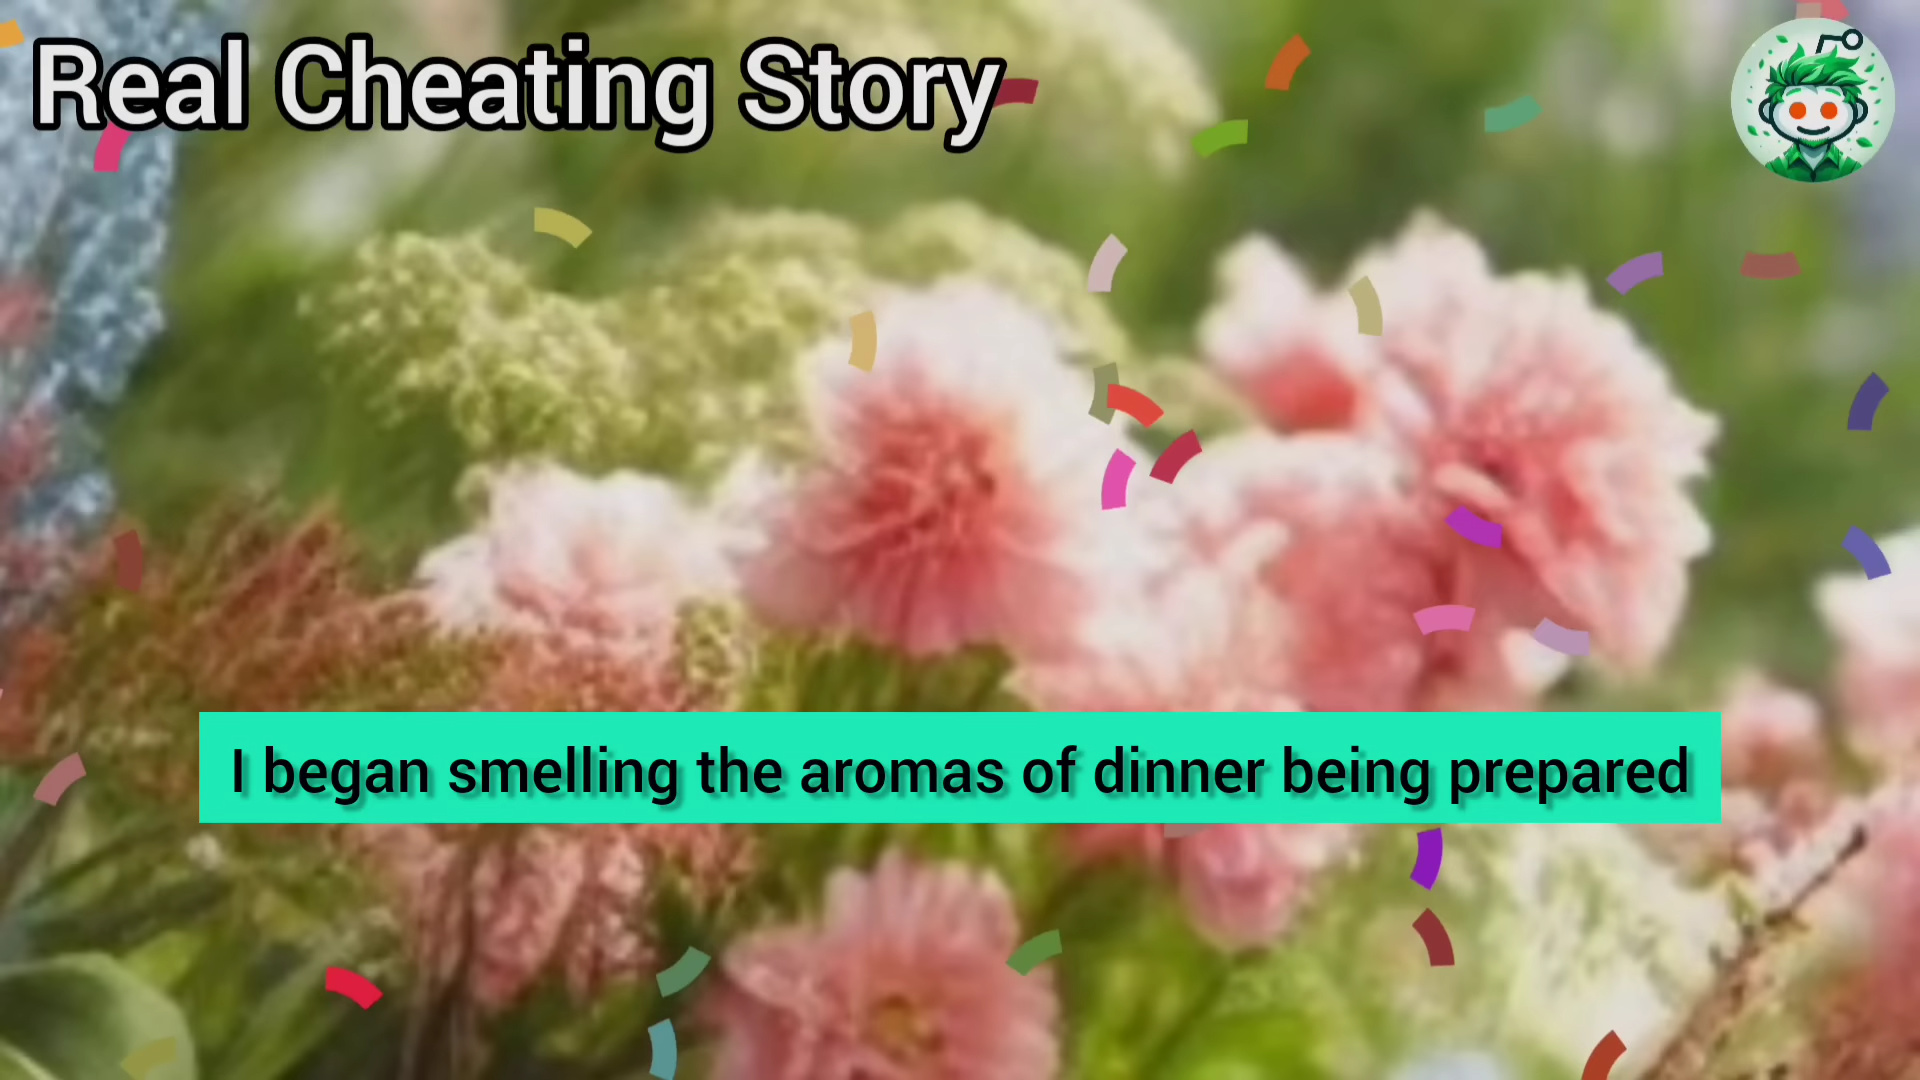 Real Cheating Story
I began smelling the aromas of dinner being prepared